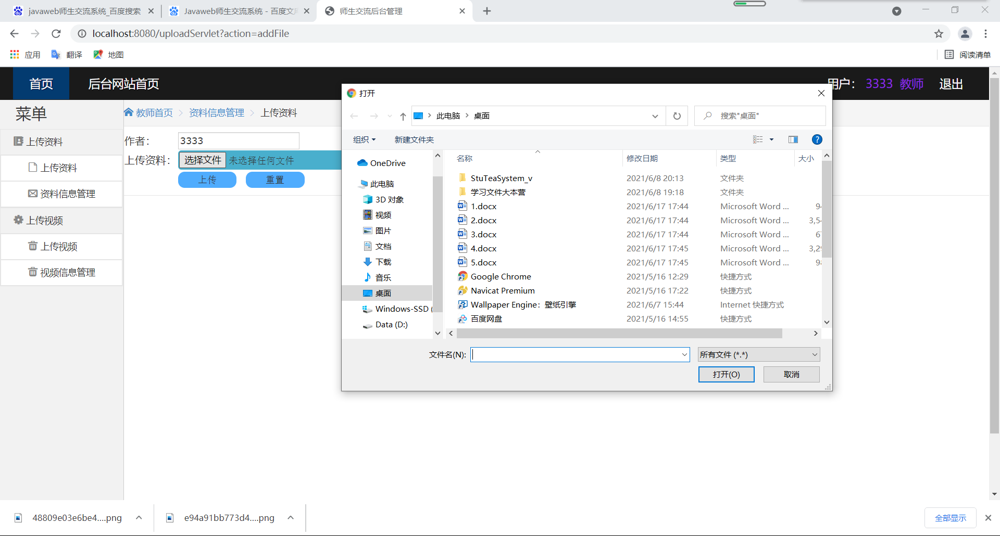 javaweb师生交流系统_百度搜索
Javaweb师生交流系统 - 百度文
师生交流后台管理
localhost:8080/uploadServlet?action=addFile
应用
翻译
地图
阅读清单
首页
后台网站首页
用户：
3333
教师
退出
菜单
教师首页
资料信息管理
上传资料
上传资料
上传资料
资料信息管理
上传视频
上传视频
视频信息管理
作者：
3333
上传资料：
选择文件
未选择任何文件
上传
重置
打开
此电脑
桌面
搜索"桌面"
组织
新建文件夹
OneDrive
此电脑
3D 对象
视频
图片
文档
下载
音乐
桌面
Windows-SSD (
Data (D:)
名称 修改日期 类型 大小
StuTeaSystem_v 2021/6/8 20:13 文件夹
学习文件大本营 2021/6/8 19:18 文件夹
1.docx 2021/6/17 17:44 Microsoft Word ...
2.docx 2021/6/17 17:44 Microsoft Word ... 3,5
3.docx 2021/6/17 17:44 Microsoft Word ...
4.docx 2021/6/17 17:45 Microsoft Word ... 3,2
5.docx 2021/6/17 17:45 Microsoft Word ...
Google Chrome 2021/5/16 12:29 快捷方式
Navicat Premium 2021/5/16 17:22 快捷方式
Wallpaper Engine：壁纸引擎 2021/6/7 15:44 Internet 快捷方式
百度网盘 2021/5/16 14:55 快捷方式
文件名(N):
所有文件 (*.*)
打开(O)
取消
48809e03e6be4....png
e94a91bb773d4....png
全部显示